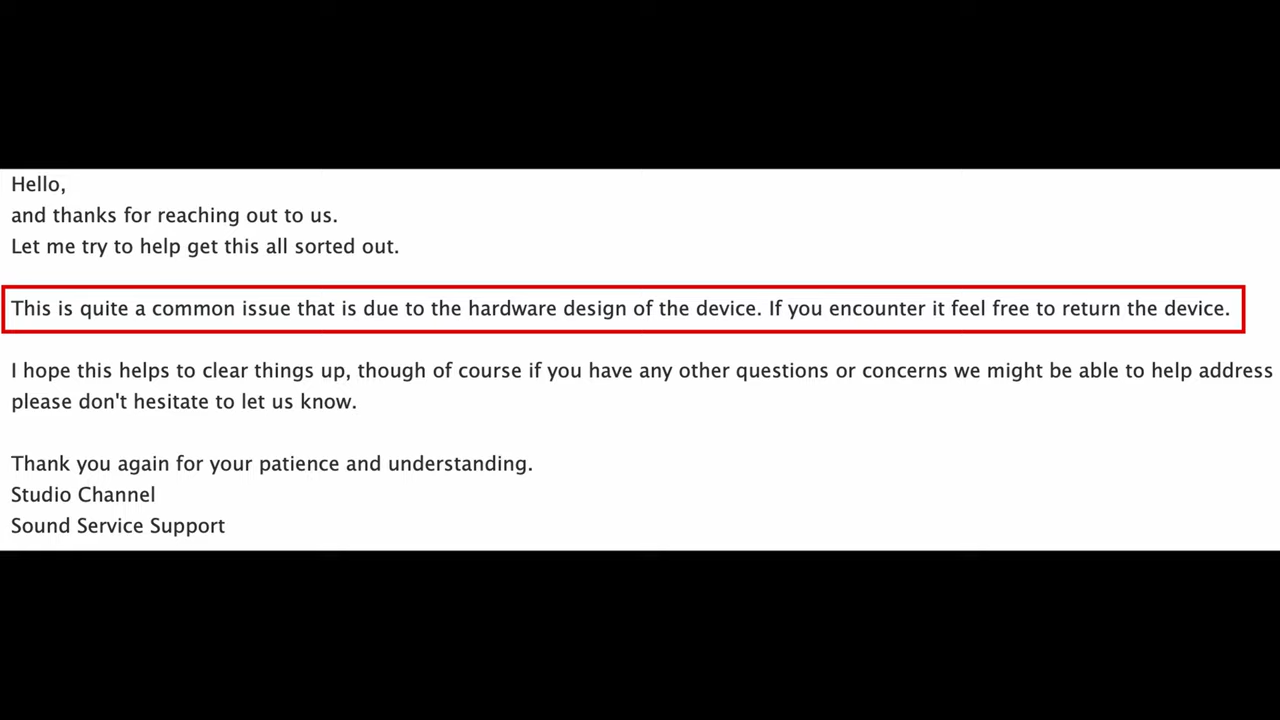 Hello,
and thanks for reaching out to us.
Let me try to help get this all sorted out.
This is quite a common issue that is due to the hardware design of the device. If you encounter it feel free to return the device.
I hope this helps to clear things up, though of course if you have any other questions or concerns we might be able to help address
please don't hesitate to let us know.
Thank you again for your patience and understanding.
Studio Channel
Sound Service Support